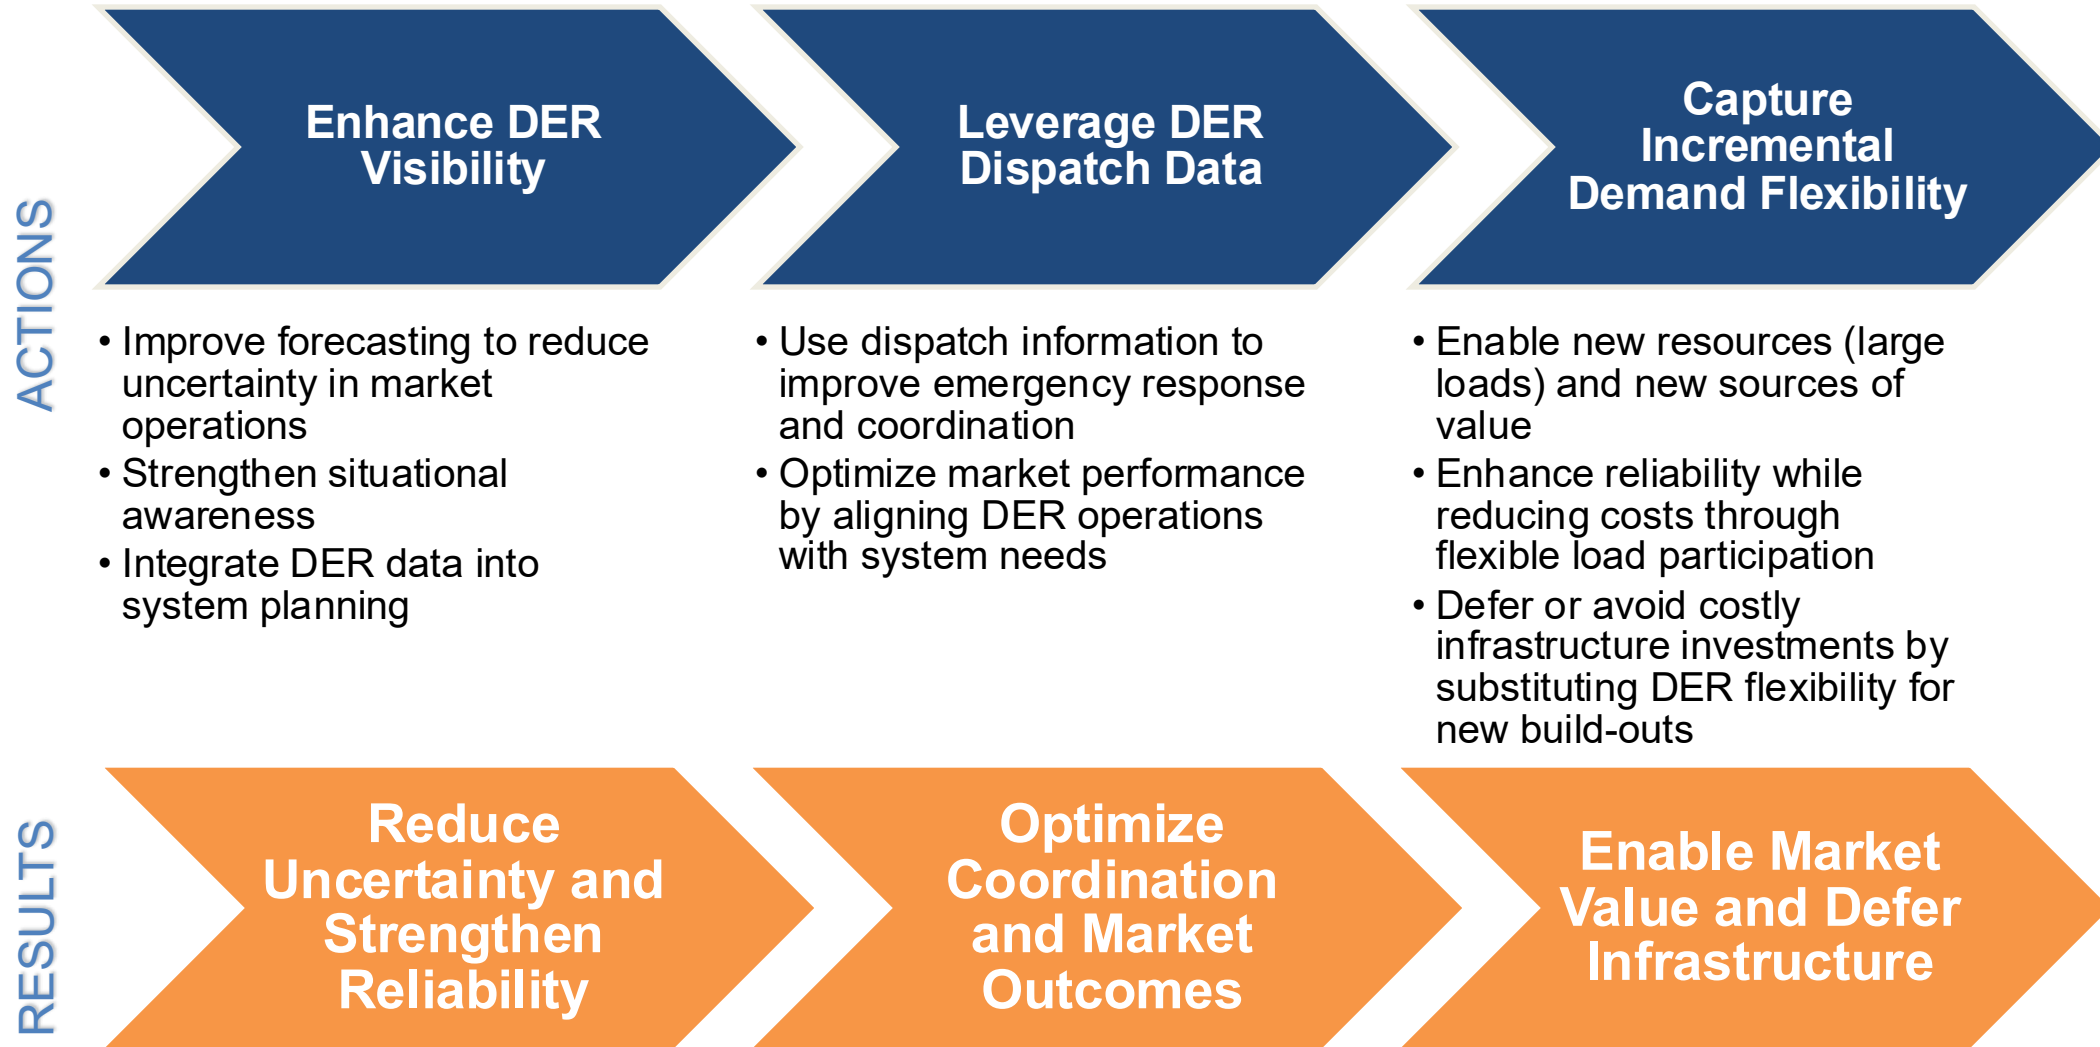 ACTIONS
Enhance DER
Visibility
• Improve forecasting to reduce
uncertainty in market
operations
• Strengthen situational
awareness
• Integrate DER data into
system planning
Leverage DER
Dispatch Data
• Use dispatch information to
improve emergency response
and coordination
• Optimize market performance
by aligning DER operations
with system needs
Capture
Incremental
Demand Flexibility
• Enable new resources (large
loads) and new sources of
value
• Enhance reliability while
reducing costs through
flexible load participation
• Defer or avoid costly
infrastructure investments by
substituting DER flexibility for
new build-outs
RESULTS
Reduce
Uncertainty and
Strengthen
Reliability
Optimize
Coordination
and Market
Outcomes
Enable Market
Value and Defer
Infrastructure